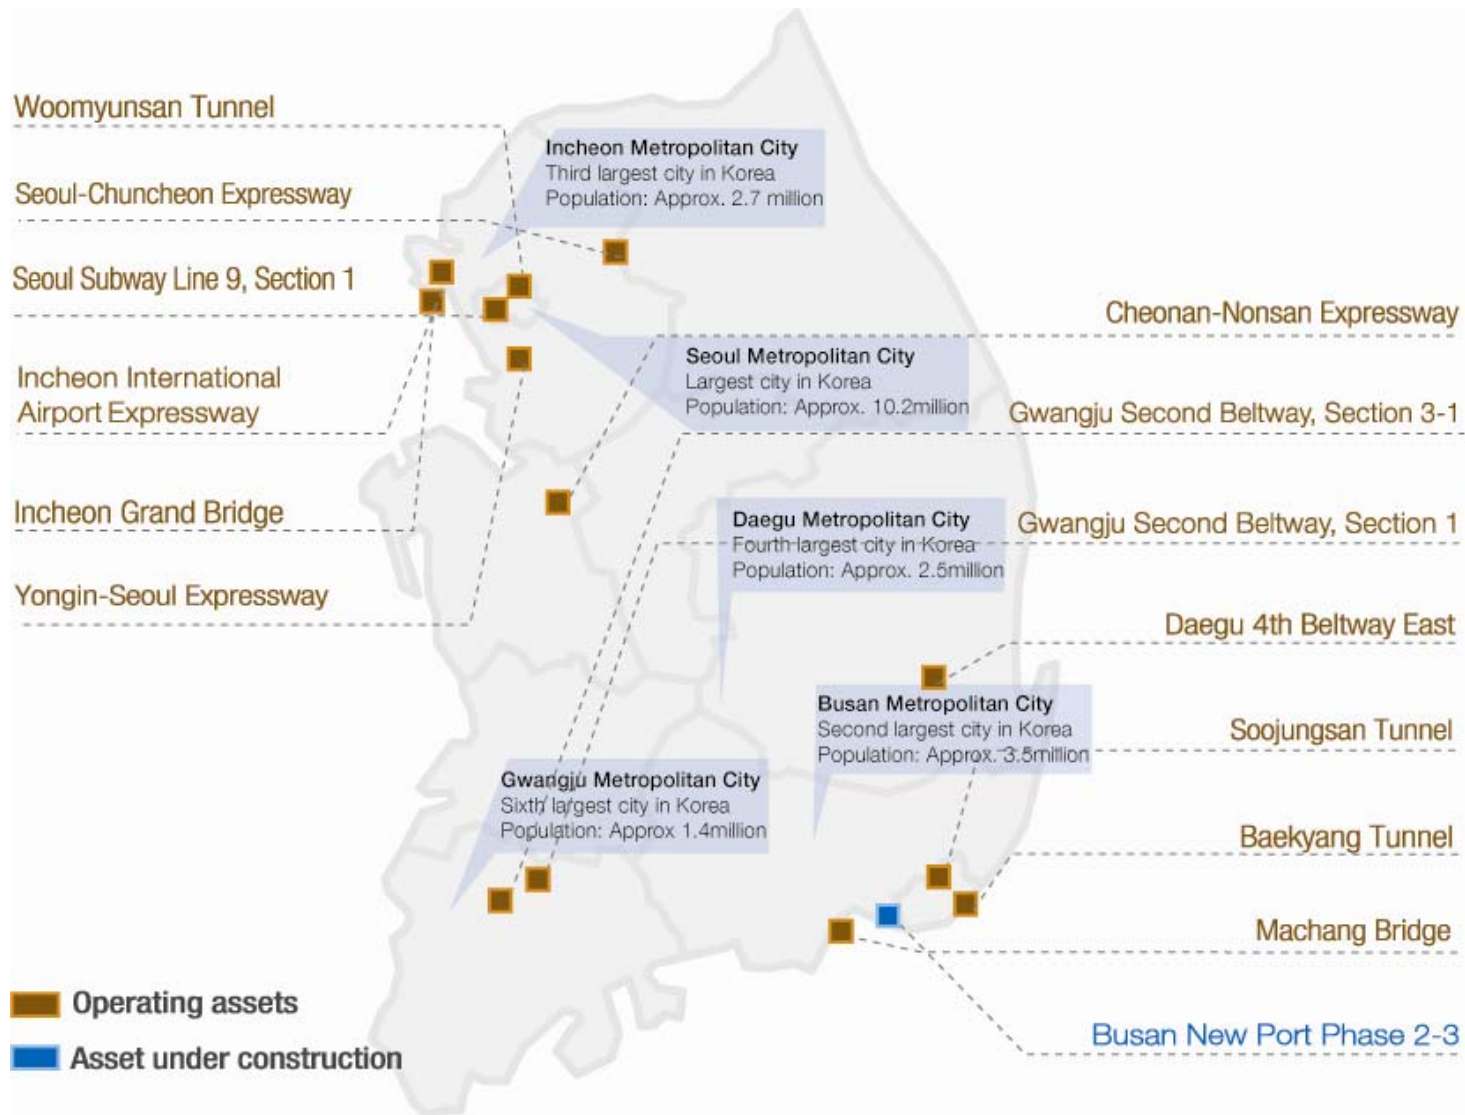 Woomyunsan Tunnel
Seoul-Chuncheon Expressway
Seoul Subway Line 9, Section 1
Incheon International
Airport Expressway
Incheon Grand Bridge
Yongin-Seoul Expressway
Incheon Metropolitan City
Third largest city in Korea
Population: Approx. 2.7 million
Seoul Metropolitan City
Largest city in Korea
Population: Approx. 10.2million
Daegu Metropolitan City
Fourth largest city in Korea
Population: Approx. 2.5million
Busan Metropolitan City
Second largest city in Korea
Population: Approx. 3.5million
Gwangju Metropolitan City
Sixth largest city in Korea
Population: Approx 1.4million
Cheonan-Nonsan Expressway
Gwangju Second Beltway, Section 3-1
Gwangju Second Beltway, Section 1
Daegu 4th Beltway East
Soojungsan Tunnel
Baekyang Tunnel
Machang Bridge
Busan New Port Phase 2-3
Operating assets
Asset under construction